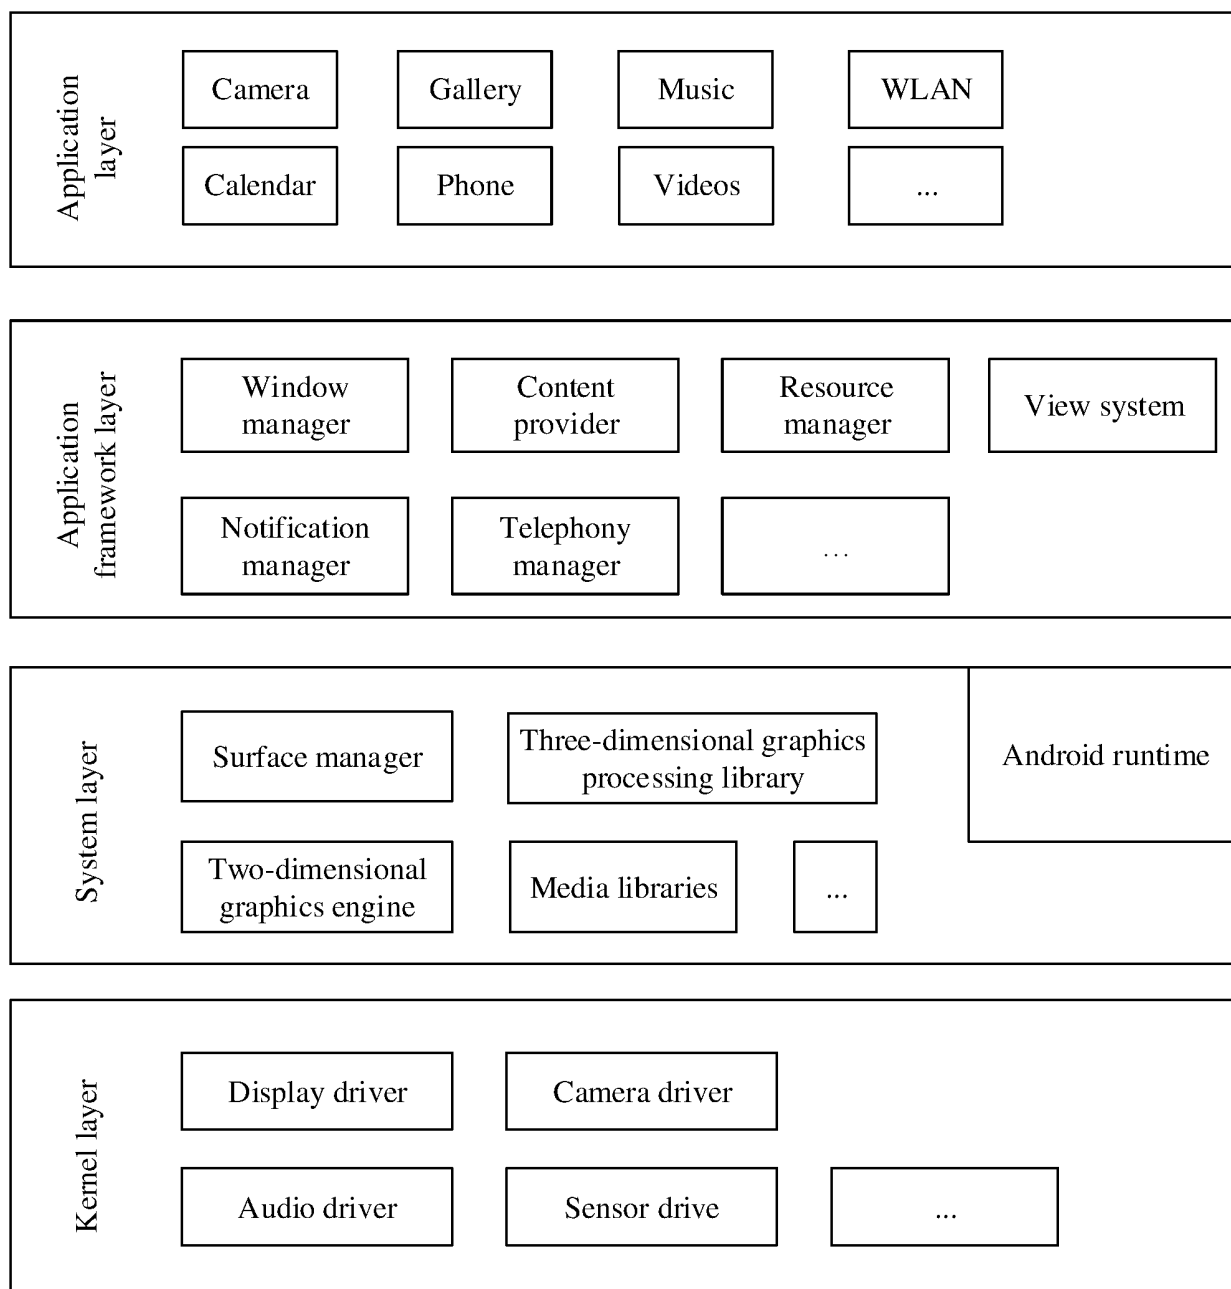 Application
layer
Camera
Gallery
Music
WLAN
Calendar
Phone
Videos
...
Application
framework layer
Window
manager
Content
provider
Resource
manager
View system
Notification
manager
Telephony
manager
...
System layer
Surface manager
Three-dimensional graphics
processing library
Android runtime
Two-dimensional
graphics engine
Media libraries
...
Kernel layer
Display driver
Camera driver
Audio driver
Sensor drive
...